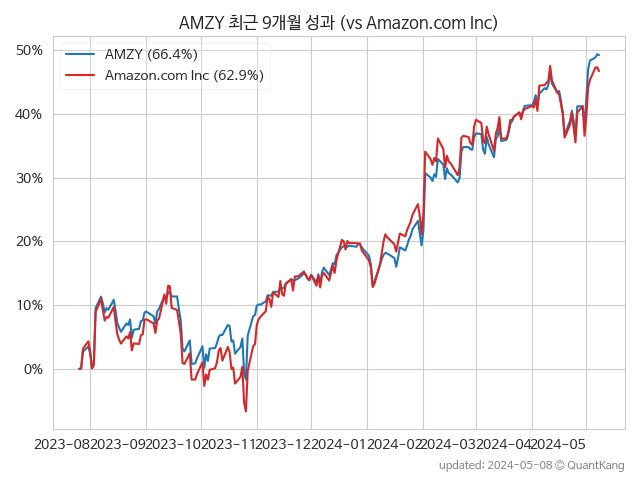 AMZY 최근 9개월 성과 (vs Amazon.com Inc)
AMZY (66.4%)
Amazon.com Inc (62.9%)
50%
40%
30%
20%
10%
0%
2023-08 2023-09 2023-10 2023-11 2023-12 2024-01 2024-02 2024-03 2024-04 2024-05
updated: 2024-05-08 © QuantKang